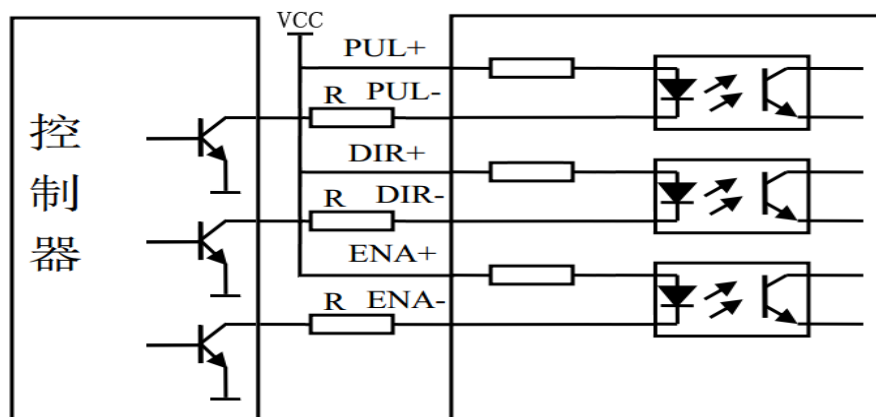 VCC
PUL+
R PUL-
控制器
DIR+
R DIR-
ENA+
R ENA-